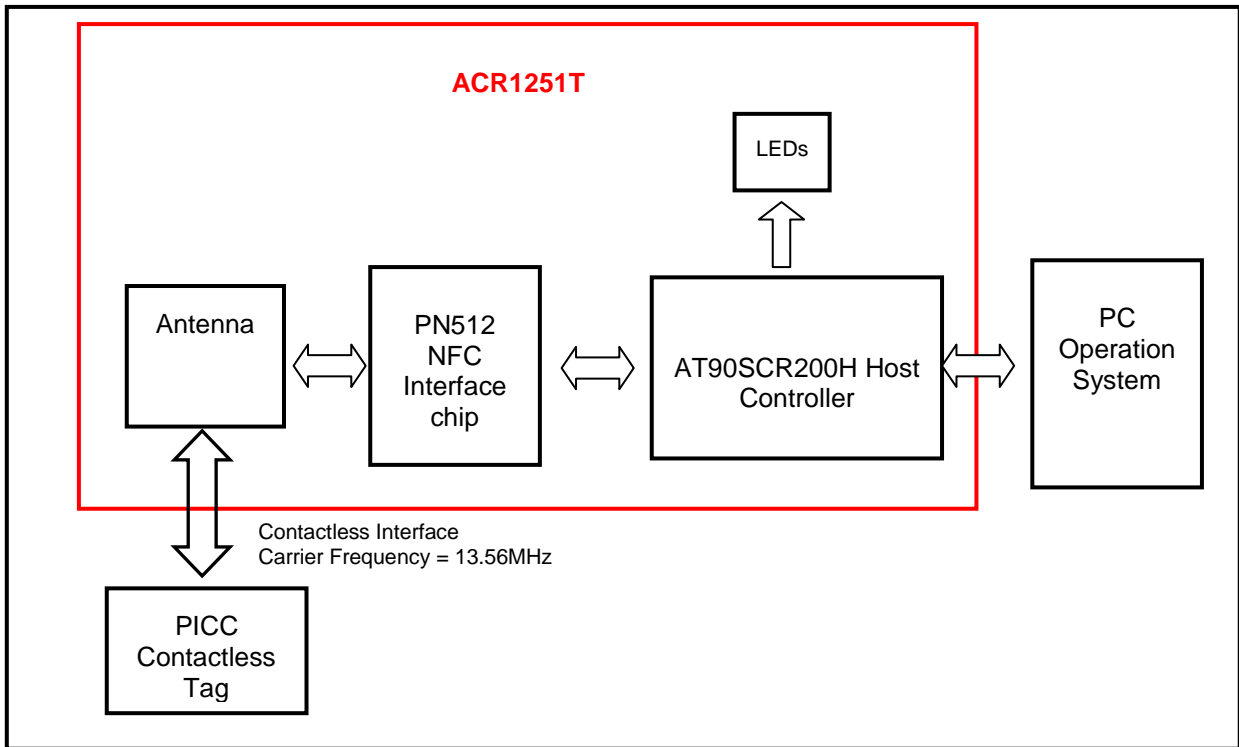 ACR1251T
LEDs
Antenna
PN512
NFC
Interface
chip
AT90SCR200H Host
Controller
PC
Operation
System
Contactless Interface
Carrier Frequency = 13.56MHz
PICC
Contactless
Tag